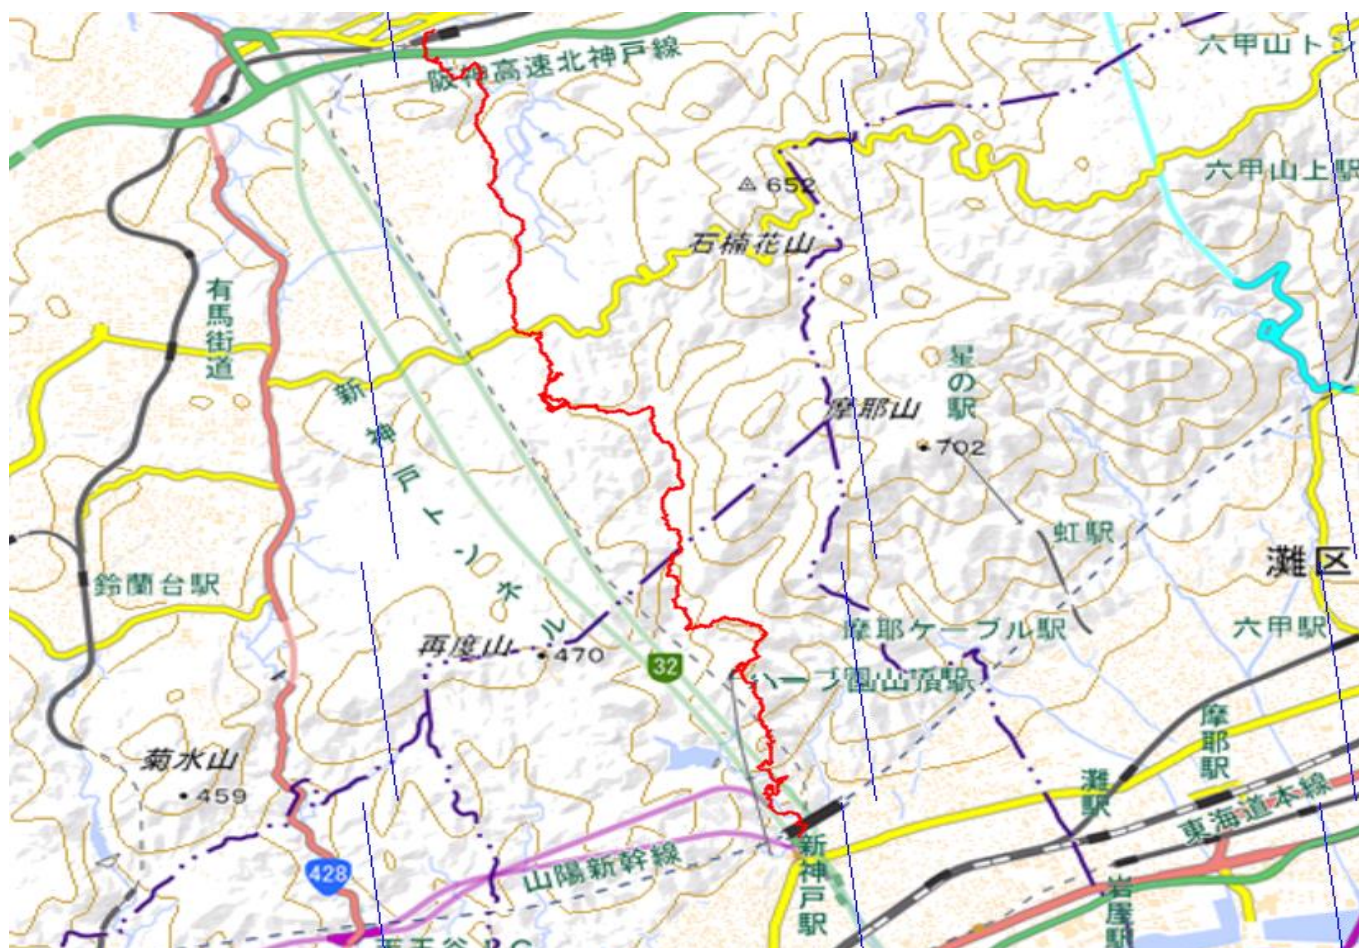 阪神高速北神戸線
六甲山トン
六甲山上駅
652
石楠花山
有馬街道
星の駅
摩耶山
702
新神戸トンネル
虹駅
灘区
鈴蘭台駅
六甲駅
摩耶ケーブル駅
再度山
470
32
ハーブ園山頂駅
摩耶駅
菊水山
459
灘駅
東海道本線
新神戸駅
山陽新幹線
428
岩屋駅